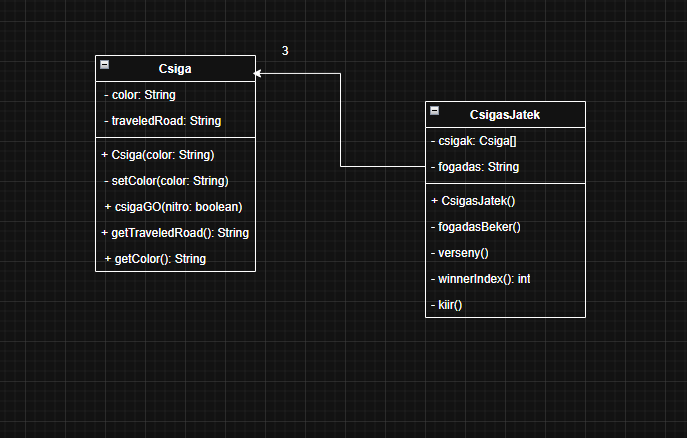 3
Csiga
- color: String
- traveledRoad: String
+ Csiga(color: String)
- setColor(color: String)
+ csigaGO(nitro: boolean)
+ getTraveledRoad(): String
+ getColor(): String
CsigasJatek
- csigak: Csiga[]
- fogadas: String
+ CsigasJatek()
- fogadasBeker()
- verseny()
- winnerIndex(): int
- kiir()